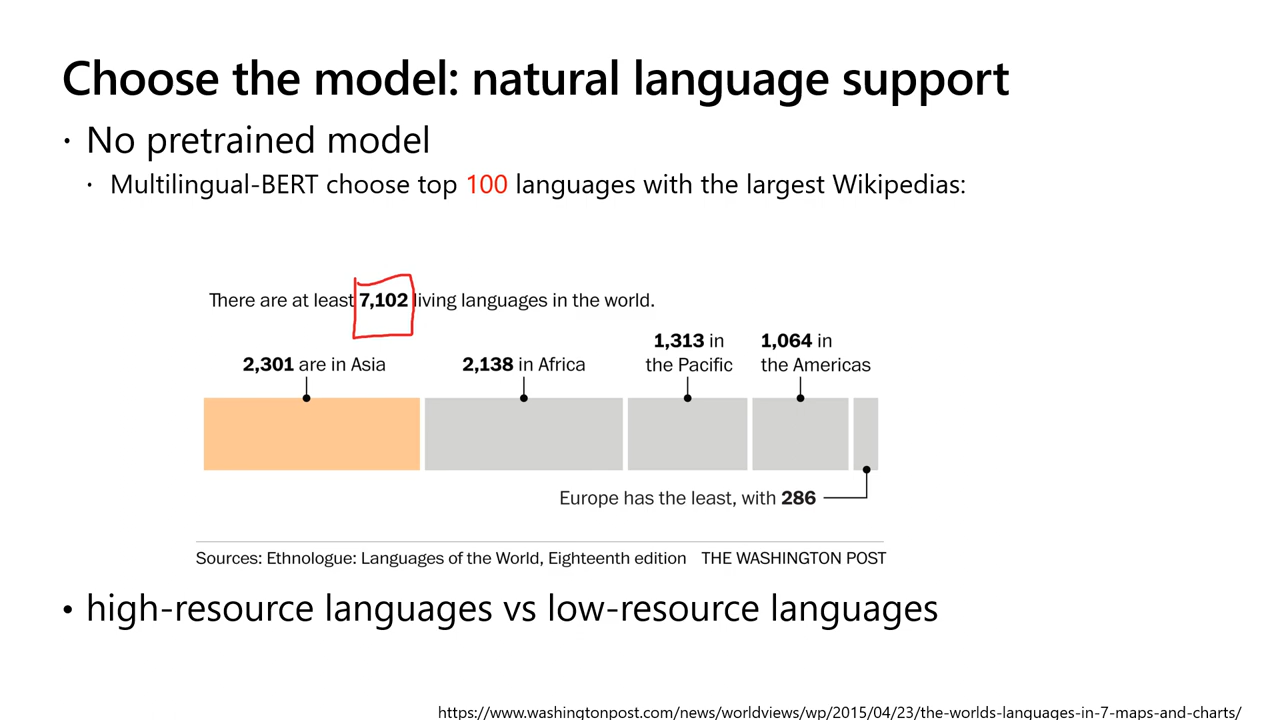 Choose the model: natural language support
• No pretrained model
• Multilingual-BERT choose top 100 languages with the largest Wikipedias:
There are at least 7,102 living languages in the world.
2,301 are in Asia
2,138 in Africa
1,313 in
the Pacific
1,064 in
the Americas
Europe has the least, with 286
Sources: Ethnologue: Languages of the World, Eighteenth edition THE WASHINGTON POST
• high-resource languages vs low-resource languages
https://www.washingtonpost.com/news/worldviews/wp/2015/04/23/the-worlds-languages-in-7-maps-and-charts/